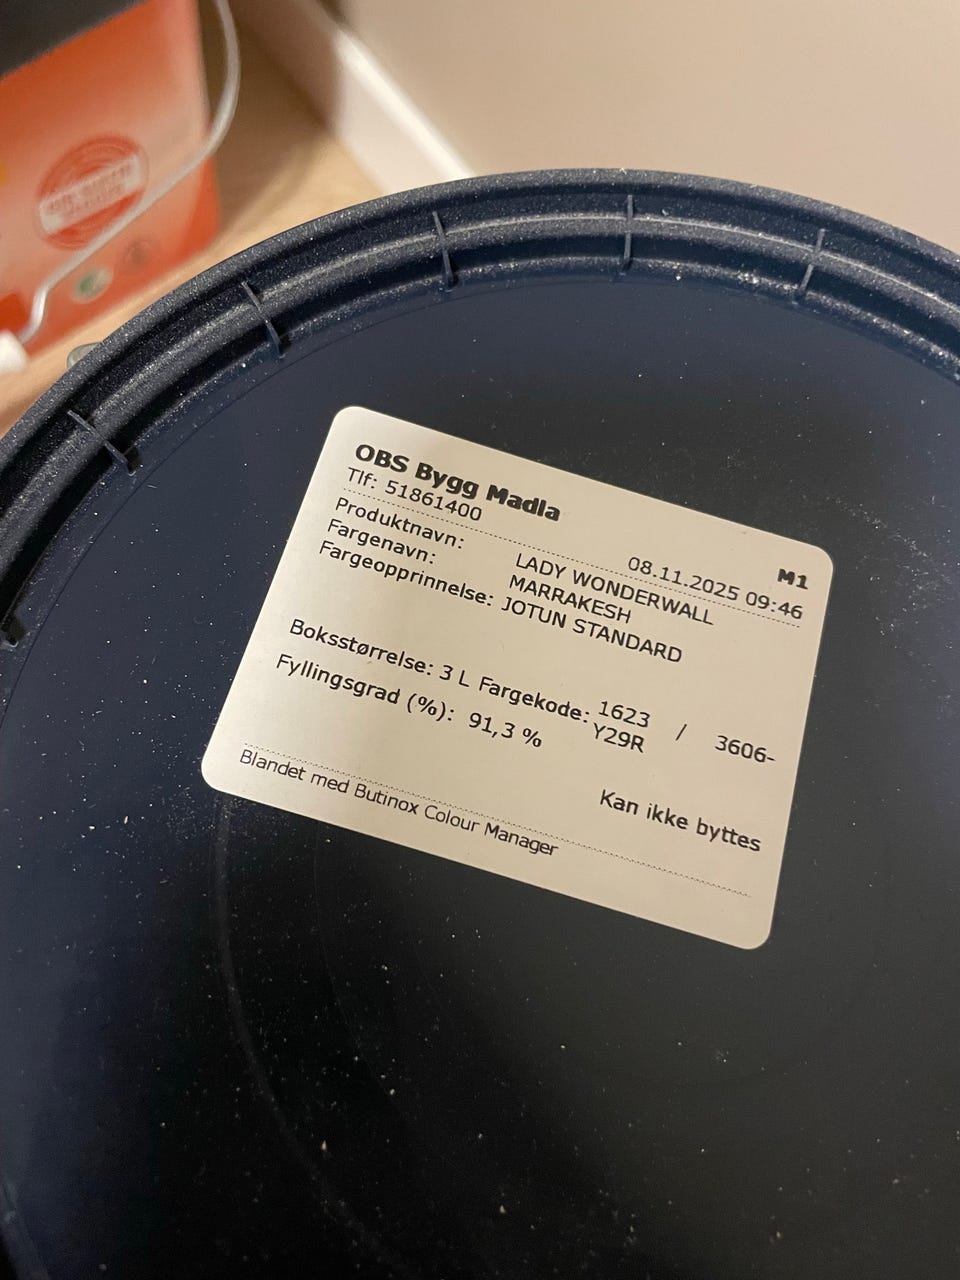 OBS Bygg Madla
Tlf: 51861400
08.11.2025 09:46
M1
Produktnavn: LADY WONDERWALL
Fargenavn: MARRAKESH
Fargeopprinnelse: JOTUN STANDARD
Boksstørrelse: 3 L Fargekode: 1623 / 3606-
Y29R
Fyllingsgrad (%): 91,3 %
Kan ikke byttes
Blandet med Butinox Colour Manager